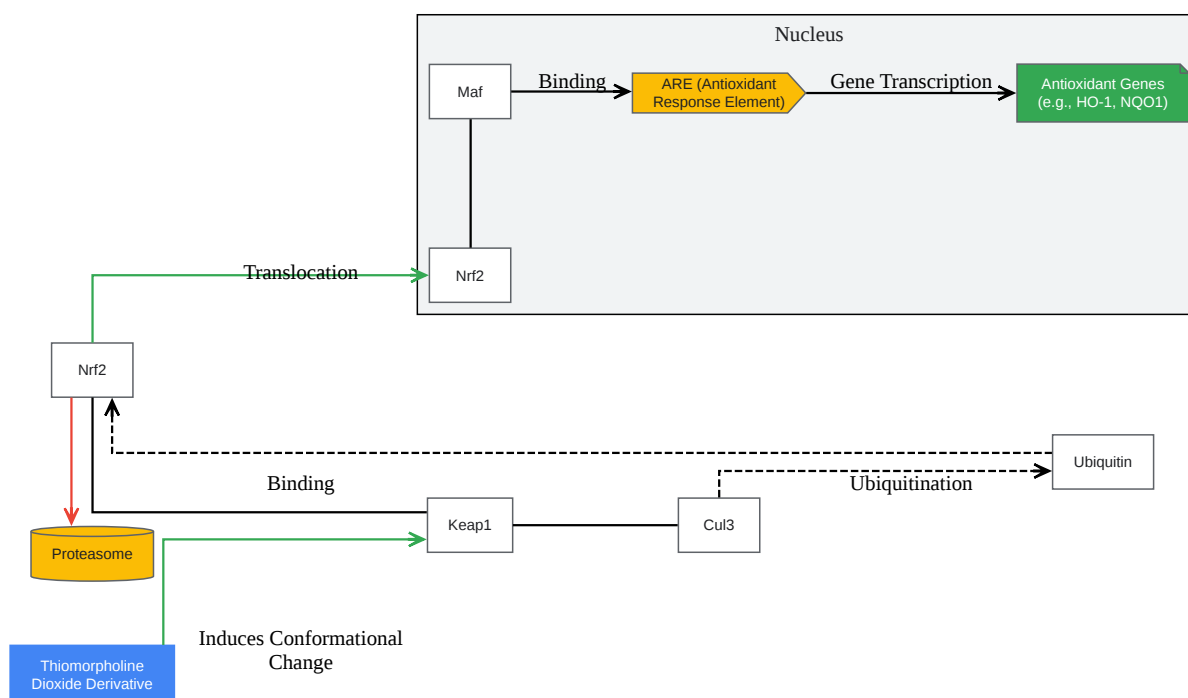 Nucleus
Maf
Binding
ARE (Antioxidant
Response Element)
Gene Transcription
Antioxidant Genes
(e.g., HO-1, NQO1)
Translocation
Nrf2
Nrf2
Ubiquitin
Binding
Ubiquitination
Keap1
Cul3
Proteasome
Induces Conformational
Change
Thiomorpholine
Dioxide Derivative